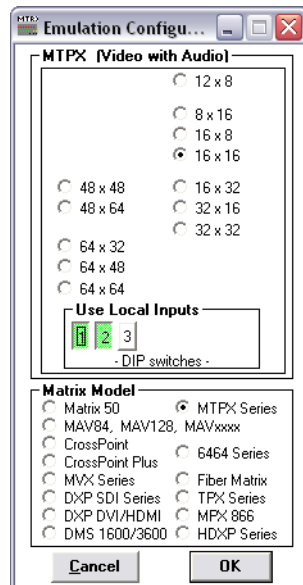 MTRX Emulation Configu...
MTPX (Video with Audio)
12 x 8
8 x 16
16 x 8
16 x 16
48 x 48 16 x 32
48 x 64 32 x 16
32 x 32
64 x 32
64 x 48
64 x 64
Use Local Inputs
1 2 3
- DIP switches -
Matrix Model
Matrix 50 MTPX Series
MAV84, MAV128, MAVxxxx
CrossPoint
6464 Series
CrossPoint Plus
MVX Series Fiber Matrix
DXP SDI Series TPX Series
DXP DVI/HDMI MPX 866
DMS 1600/3600 HDXP Series
Cancel OK